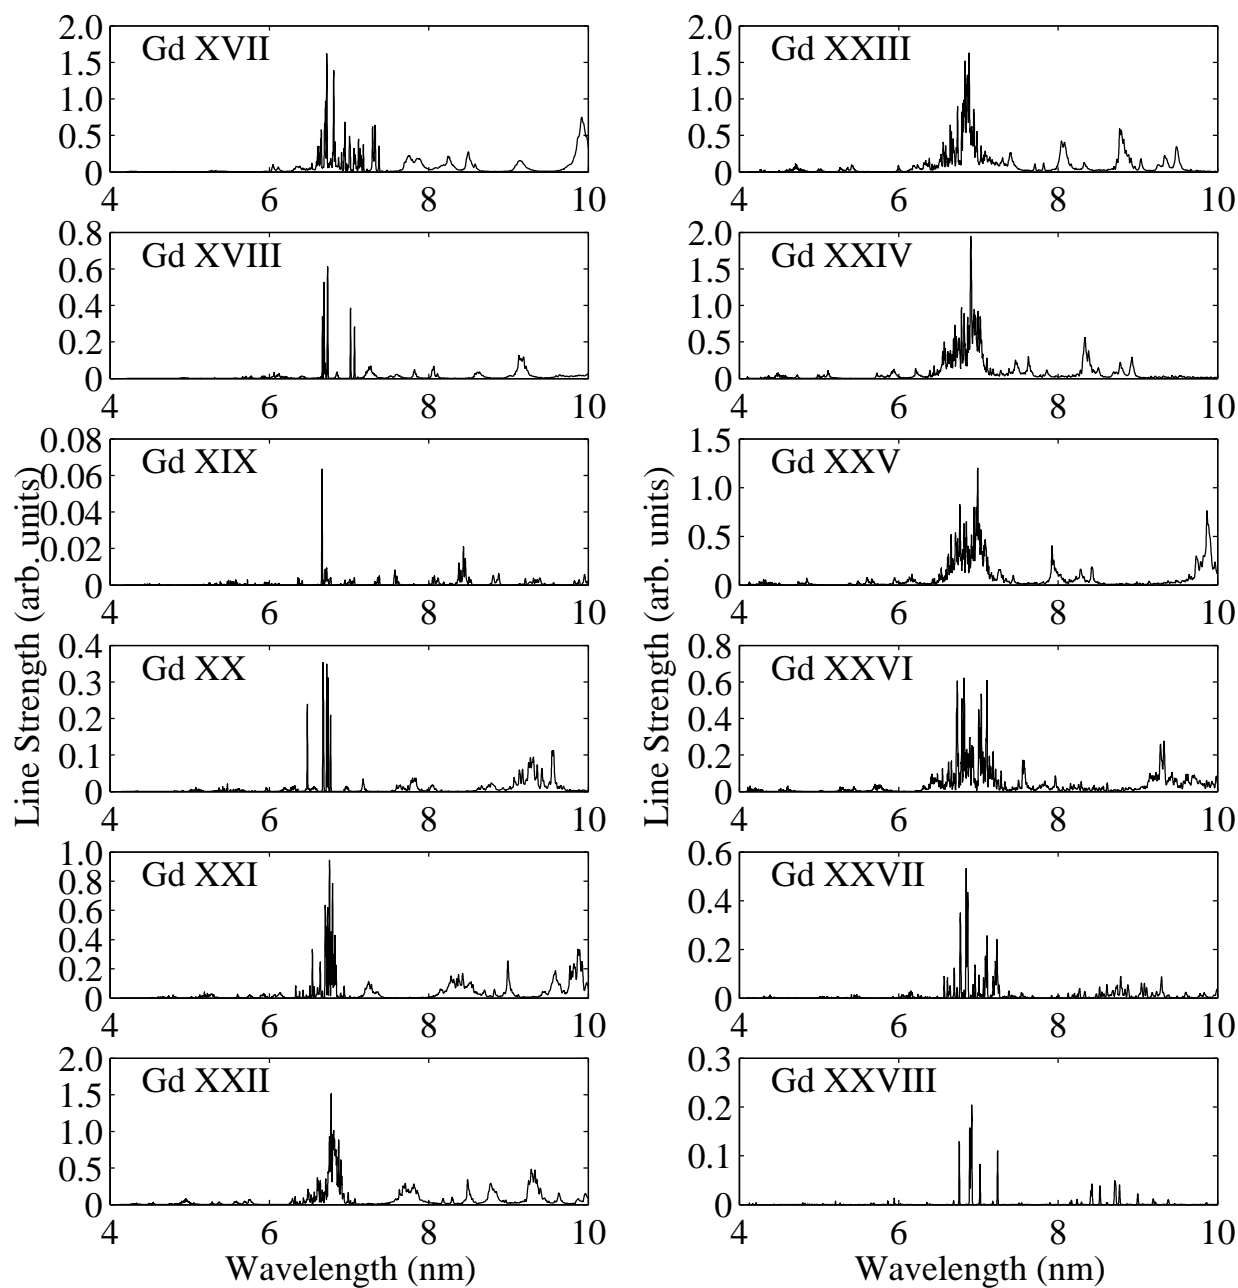 2.0
1.5
1.0
0.5
0
Gd XVII
4 6 8 10
0.8
0.6
0.4
0.2
0
Gd XVIII
4 6 8 10
0.08
0.06
0.04
0.02
0
Gd XIX
4 6 8 10
0.4
0.3
0.2
0.1
0
Gd XX
4 6 8 10
1.0
0.8
0.6
0.4
0.2
0
Gd XXI
4 6 8 10
2.0
1.5
1.0
0.5
0
Gd XXII
4 6 8 10
Wavelength (nm)
Line Strength (arb. units)
2.0
1.5
1.0
0.5
0
Gd XXIII
4 6 8 10
2.0
1.5
1.0
0.5
0
Gd XXIV
4 6 8 10
1.5
1.0
0.5
0
Gd XXV
4 6 8 10
0.8
0.6
0.4
0.2
0
Gd XXVI
4 6 8 10
0.6
0.4
0.2
0
Gd XXVII
4 6 8 10
0.3
0.2
0.1
0
Gd XXVIII
4 6 8 10
Wavelength (nm)
Line Strength (arb. units)